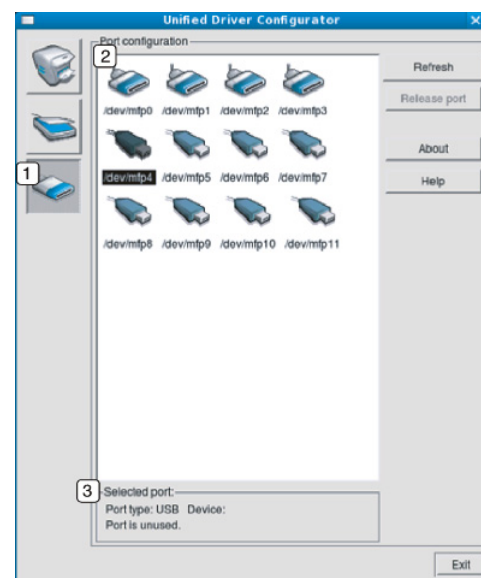 Unified Driver Configurator
Port configuration
2
Refresh
/dev/mfp0 /dev/mfp1 /dev/mfp2 /dev/mfp3
Release port
About
1
/dev/mfp4 /dev/mfp5 /dev/mfp6 /dev/mfp7
Help
/dev/mfp8 /dev/mfp9 /dev/mfp10 /dev/mfp11
3
Selected port:
Port type: USB Device:
Port is unused.
Exit